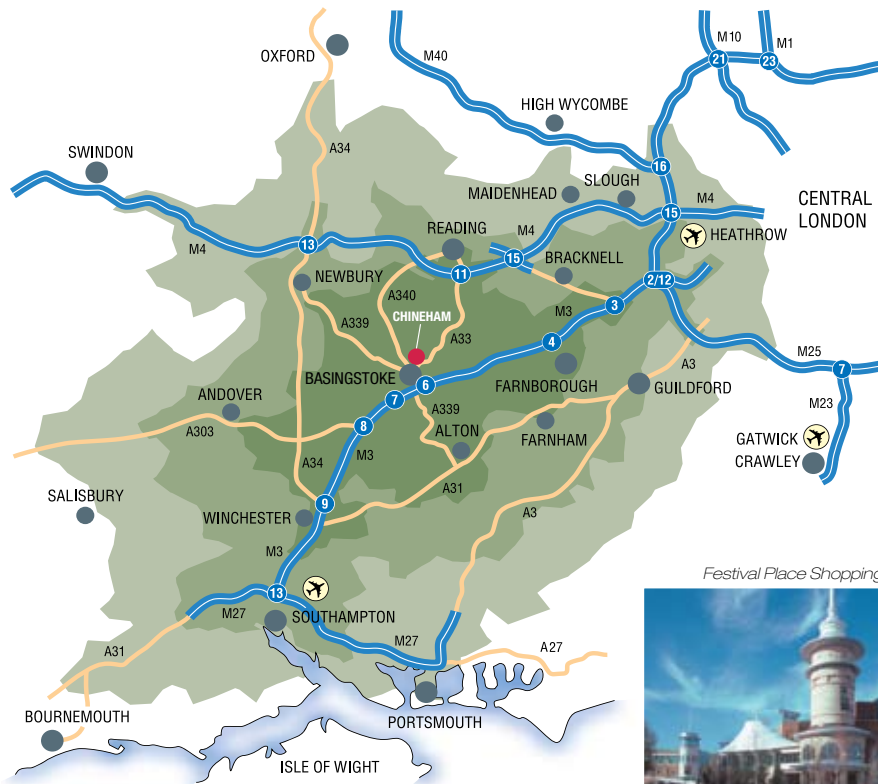 OXFORD
M40
M10
M1
21
23
HIGH WYCOMBE
A34
SWINDON
16
MAIDENHEAD
SLOUGH
M4
CENTRAL
LONDON
15
HEATHROW
READING
M4
13
M4
15
BRACKNELL
11
2/12
NEWBURY
A340
3
M3
A339
CHINEHAM
A33
4
A3
M25
7
BASINGSTOKE
6
FARNBOROUGH
GUILDFORD
M23
7
ANDOVER
A339
8
A303
ALTON
FARNHAM
GATWICK
M3
CRAWLEY
A34
A31
SALISBURY
9
WINCHESTER
A3
M3
13
Festival Place Shopping
M27
SOUTHAMPTON
M27
A27
A31
BOURNEMOUTH
PORTSMOUTH
ISLE OF WIGHT